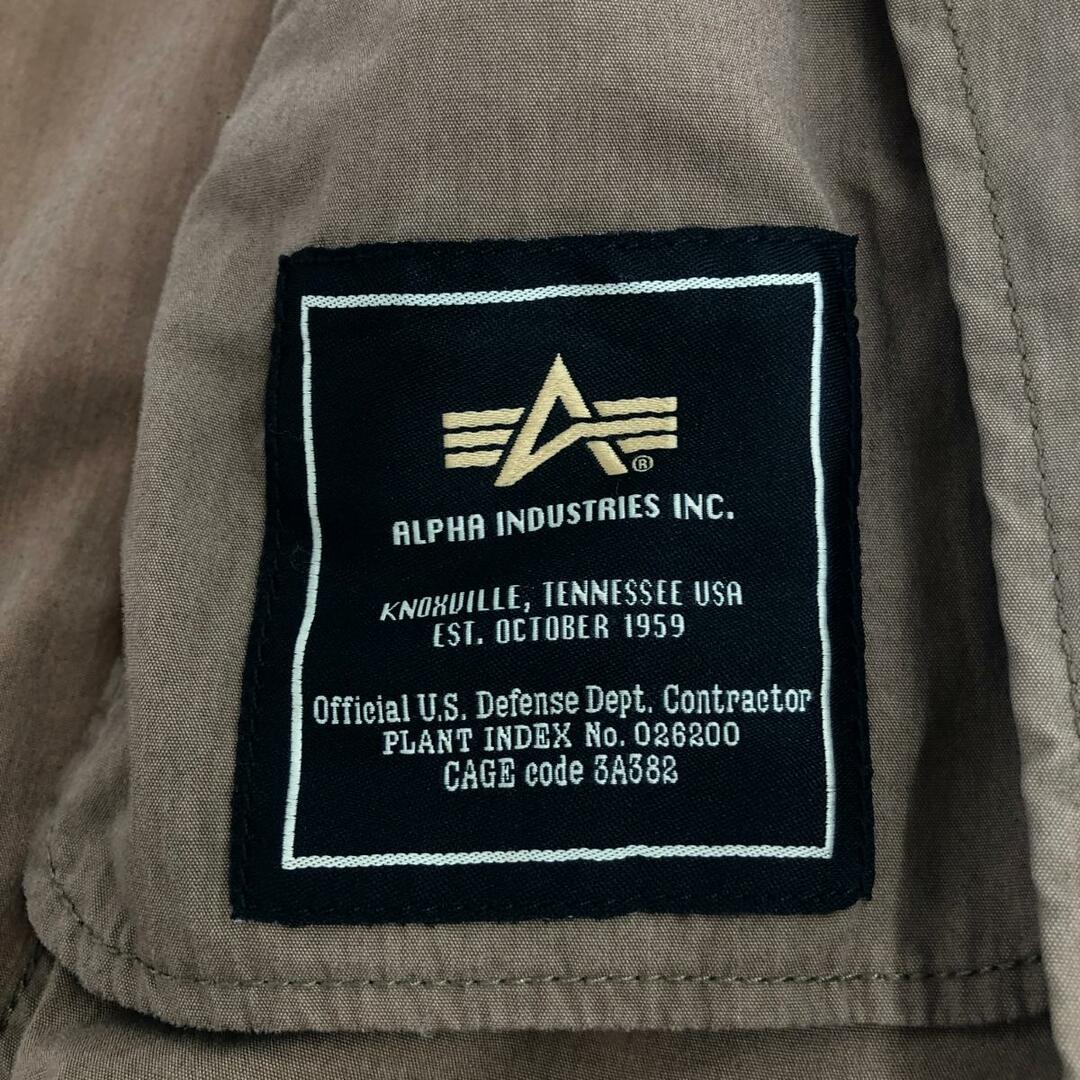 ®
ALPHA INDUSTRIES INC.
KNOXVILLE, TENNESSEE USA
EST. OCTOBER 1959
Official U.S. Defense Dept. Contractor
PLANT INDEX No. 026200
CAGE code 3A382